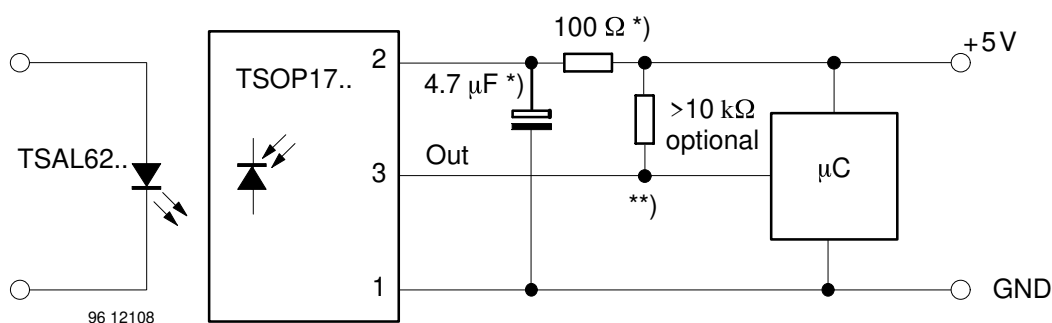 100 Ω *)
+5V
2
TSOP17..
4.7 µF *)
>10 kΩ
optional
TSAL62..
Out
3
µC
**)
1
GND
96 12108